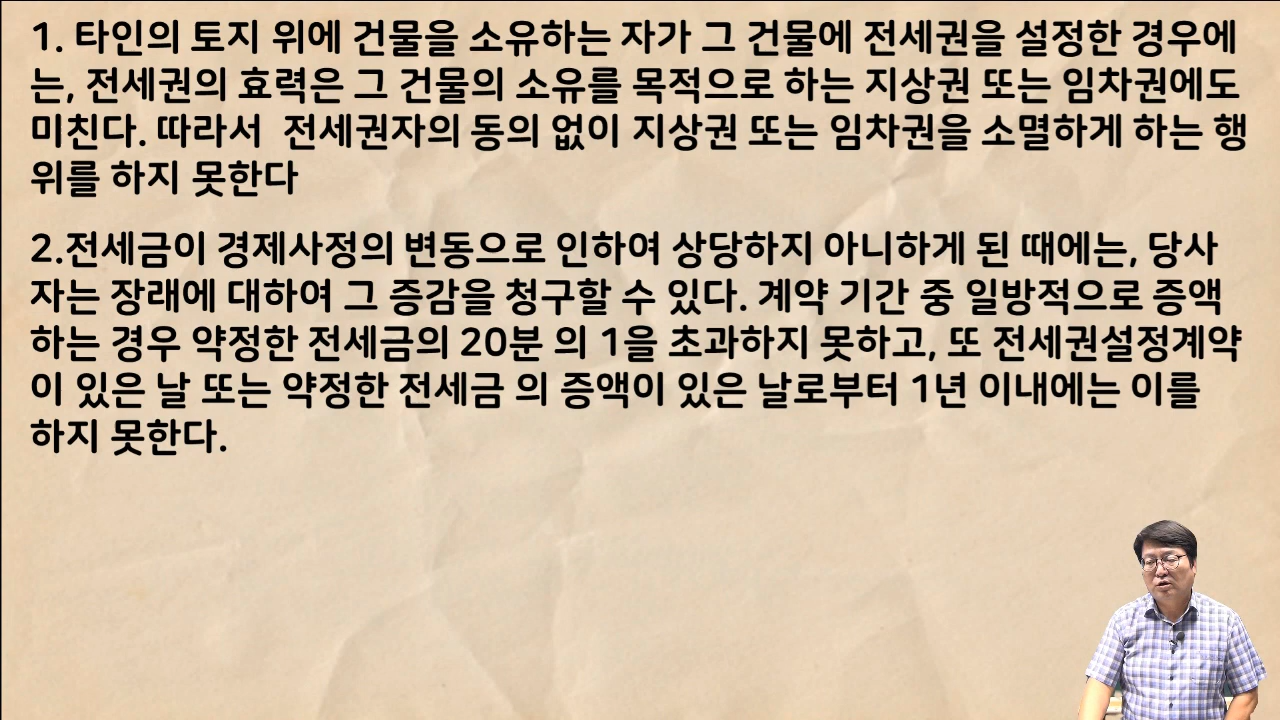 1. 타인의 토지 위에 건물을 소유하는 자가 그 건물에 전세권을 설정한 경우에
는, 전세권의 효력은 그 건물의 소유를 목적으로 하는 지상권 또는 임차권에도
미친다. 따라서 전세권자의 동의 없이 지상권 또는 임차권을 소멸하게 하는 행
위를 하지 못한다
2.전세금이 경제사정의 변동으로 인하여 상당하지 아니하게 된 때에는, 당사
자는 장래에 대하여 그 증감을 청구할 수 있다. 계약 기간 중 일방적으로 증액
하는 경우 약정한 전세금의 20분 의 1을 초과하지 못하고, 또 전세권설정계약
이 있은 날 또는 약정한 전세금 의 증액이 있은 날로부터 1년 이내에는 이를
하지 못한다.